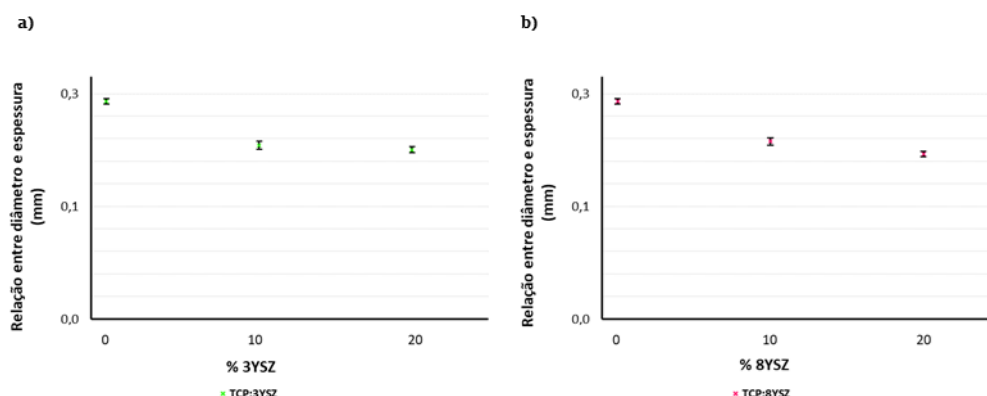 a)
Relação entre diâmetro e espessura
(mm)
0,3
0,1
0,0
0
10
20
% 3YSZ
TCP:3YSZ
b)
Relação entre diâmetro e espessura
(mm)
0,3
0,1
0,0
0
10
20
% 8YSZ
TCP:8YSZ